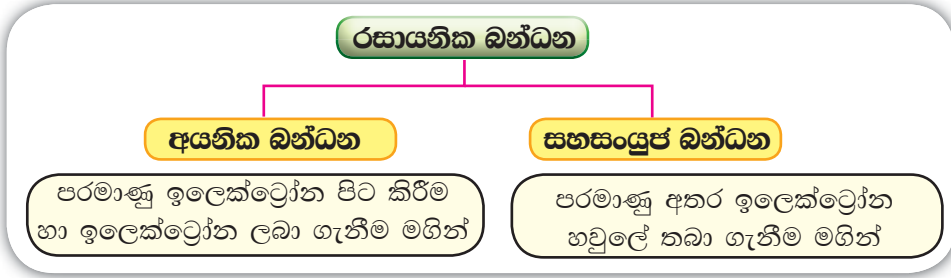 රසායනික බන්ධන
අයනික බන්ධන
සහසංයුජ බන්ධන
පරමාණු ඉලෙක්ට්‍රෝන පිට කිරීම
හා ඉලෙක්ට්‍රෝන ලබා ගැනීම මගින්
පරමාණු අතර ඉලෙක්ට්‍රෝන
හවුලේ තබා ගැනීම මගින්